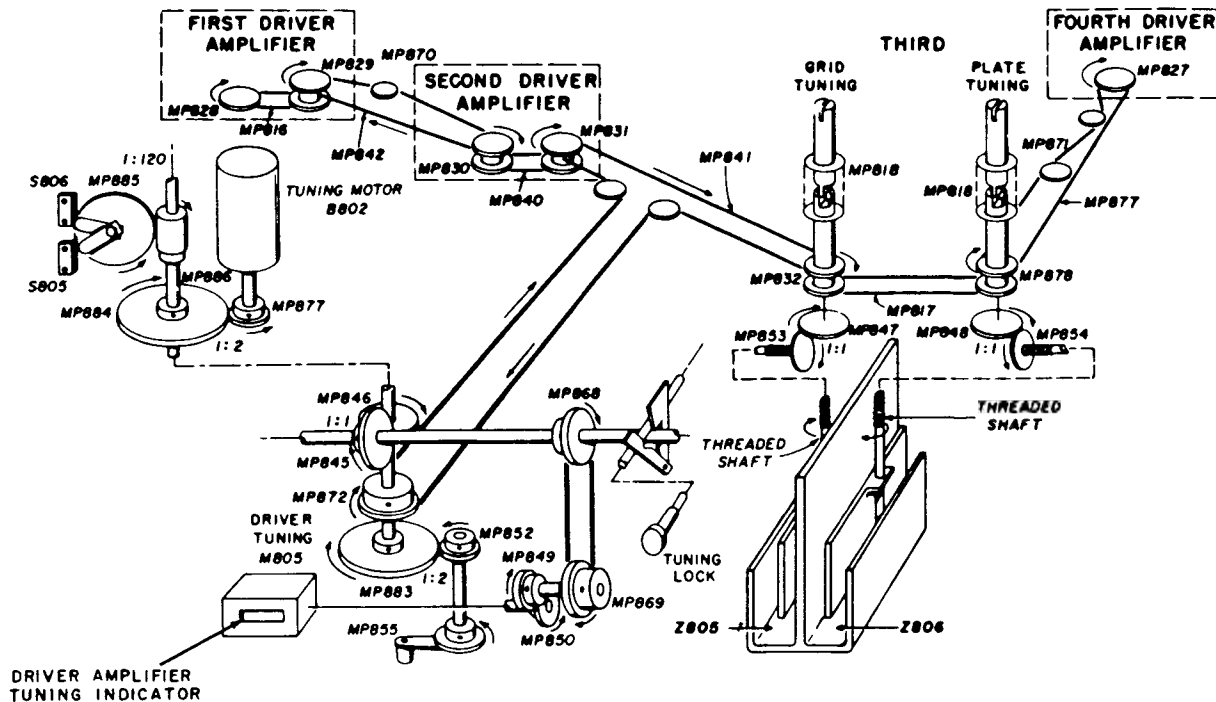 FIRST DRIVER
AMPLIFIER
MP829
MP870
MP828
MP816
MP842
SECOND DRIVER
AMPLIFIER
MP831
MP830
MP840
MP841
THIRD
GRID
TUNING
PLATE
TUNING
MP818
MP818
FOURTH DRIVER
AMPLIFIER
MP827
MP871
MP877
1:120
S806
MP885
TUNING MOTOR
B802
S805
MP886
MP884
MP877
1:2
MP832
MP878
MP817
MP853
MP847
MP848
MP854
1:1
1:1
THREADED
SHAFT
THREADED
SHAFT
MP846
1:1
MP845
MP868
MP872
DRIVER
TUNING
M805
MP852
1:2
MP883
MP849
MP850
MP869
MP855
TUNING
LOCK
Z805
Z806
DRIVER AMPLIFIER
TUNING INDICATOR